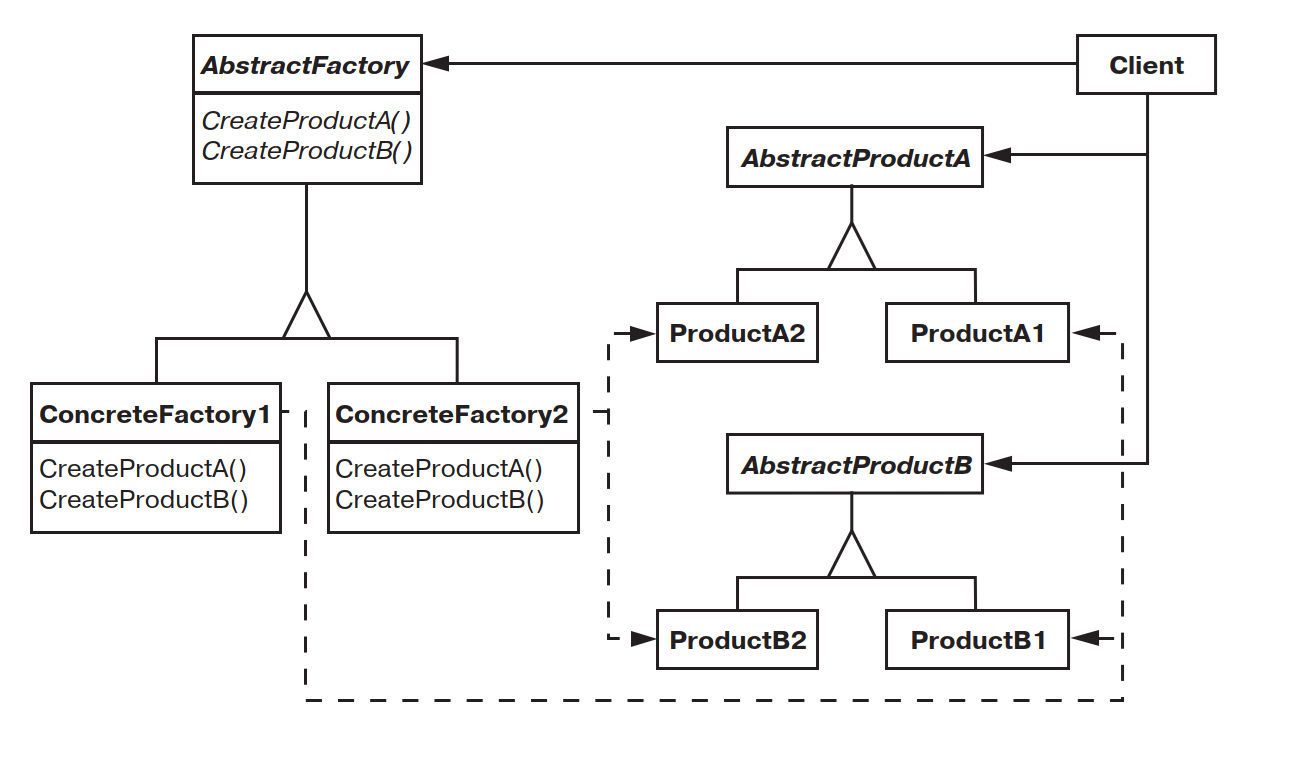 AbstractFactory
CreateProductA()
CreateProductB()
Client
AbstractProductA
ProductA2
ProductA1
ConcreteFactory1
CreateProductA()
CreateProductB()
ConcreteFactory2
CreateProductA()
CreateProductB()
AbstractProductB
ProductB2
ProductB1